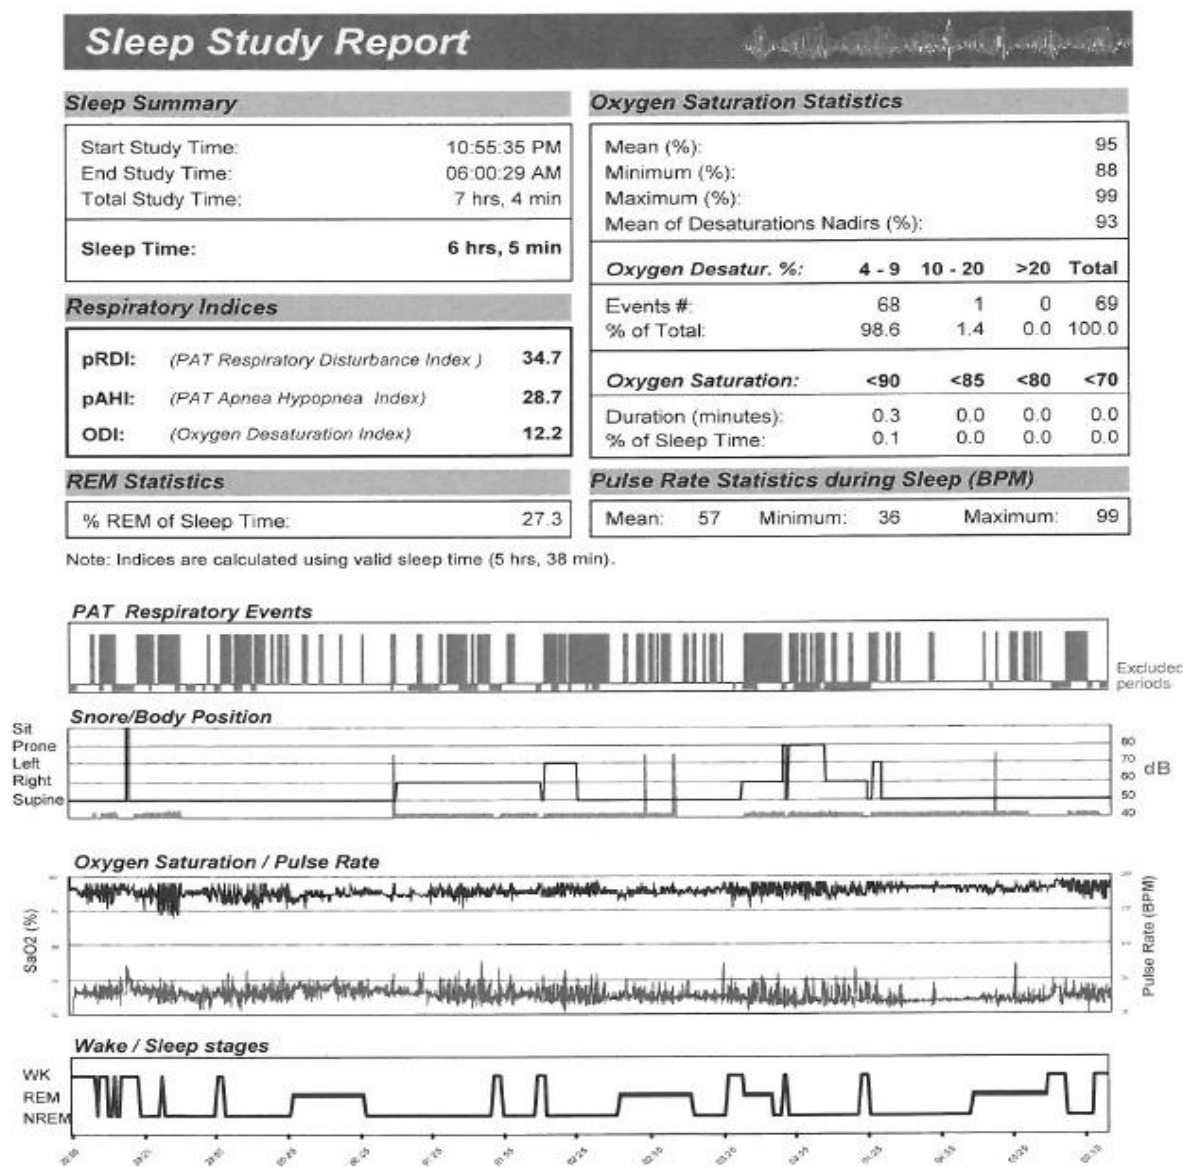 Sleep Study Report
Sleep Summary
Start Study Time: 10:55:35 PM
End Study Time: 06:00:29 AM
Total Study Time: 7 hrs, 4 min
Sleep Time: 6 hrs, 5 min
Respiratory Indices
pRDI: (PAT Respiratory Disturbance Index ) 34.7
pAHI: (PAT Apnea Hypopnea Index) 28.7
ODI: (Oxygen Desaturation Index) 12.2
REM Statistics
% REM of Sleep Time: 27.3
Oxygen Saturation Statistics
Mean (%): 95
Minimum (%): 88
Maximum (%): 99
Mean of Desaturations Nadirs (%): 93
Oxygen Desatur. %: 4 - 9 10 - 20 >20 Total
Events #: 68 1 0 69
% of Total: 98.6 1.4 0.0 100.0
Oxygen Saturation: <90 <85 <80 <70
Duration (minutes): 0.3 0.0 0.0 0.0
% of Sleep Time: 0.1 0.0 0.0 0.0
Pulse Rate Statistics during Sleep (BPM)
Mean: 57 Minimum: 36 Maximum: 99
Note: Indices are calculated using valid sleep time (5 hrs, 38 min).
PAT Respiratory Events
Excluded
periods
Snore/Body Position
Sit
Prone
Left
Right
Supine
80
70
60
50
40
dB
Oxygen Saturation / Pulse Rate
SaO2 (%)
Pulse Rate (BPM)
Wake / Sleep stages
WK
REM
NREM